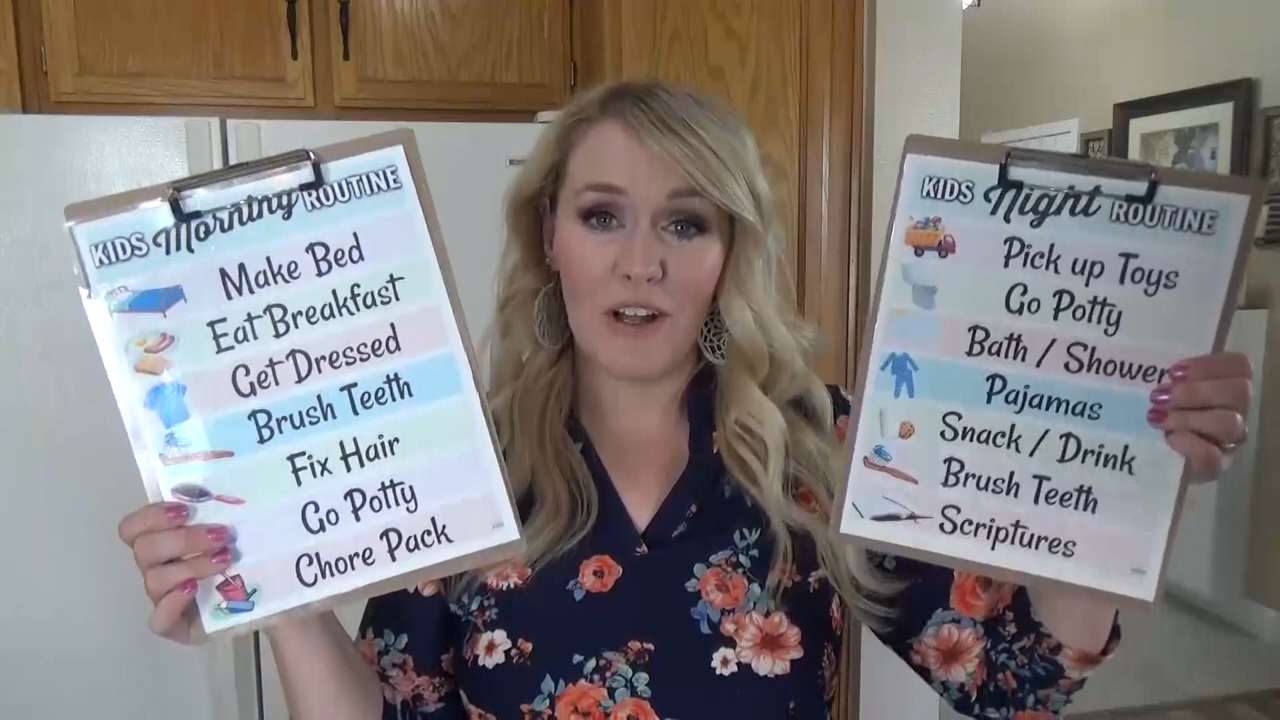 KIDS Morning ROUTINE
Make Bed
Eat Breakfast
Get Dressed
Brush Teeth
Fix Hair
Go Potty
Chore Pack
KIDS Night ROUTINE
Pick up Toys
Go Potty
Bath / Shower
Pajamas
Snack / Drink
Brush Teeth
Scriptures